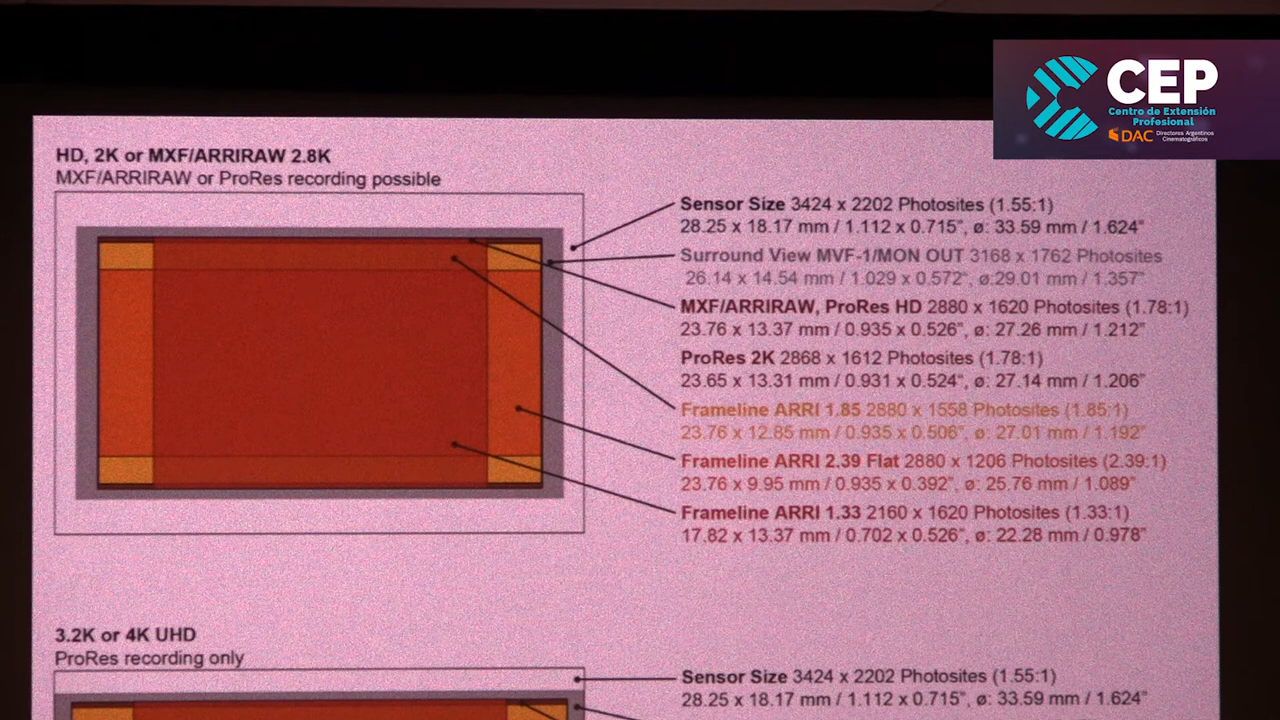 CEP
Centro de Extensión
Profesional
DAC Directores Argentinos
Cinematográficos
HD, 2K or MXF/ARRIRAW 2.8K
MXF/ARRIRAW or ProRes recording possible
Sensor Size 3424 x 2202 Photosites (1.55:1)
28.25 x 18.17 mm / 1.112 x 0.715", ø: 33.59 mm / 1.624"
Surround View MVF-1/MON OUT 3168 x 1762 Photosites
26.14 x 14.54 mm / 1.029 x 0.572", ø:29.01 mm / 1.357"
MXF/ARRIRAW, ProRes HD 2880 x 1620 Photosites (1.78:1)
23.76 x 13.37 mm / 0.935 x 0.526", ø: 27.26 mm / 1.212"
ProRes 2K 2868 x 1612 Photosites (1.78:1)
23.65 x 13.31 mm / 0.931 x 0.524", ø: 27.14 mm / 1.206"
Frameline ARRI 1.85 2880 x 1558 Photosites (1.85:1)
23.76 x 12.85 mm / 0.935 x 0.506", ø: 27.01 mm / 1.192"
Frameline ARRI 2.39 Flat 2880 x 1206 Photosites (2.39:1)
23.76 x 9.95 mm / 0.935 x 0.392", ø: 25.76 mm / 1.089"
Frameline ARRI 1.33 2160 x 1620 Photosites (1.33:1)
17.82 x 13.37 mm / 0.702 x 0.526", ø: 22.28 mm / 0.978"
3.2K or 4K UHD
ProRes recording only
Sensor Size 3424 x 2202 Photosites (1.55:1)
28.25 x 18.17 mm / 1.112 x 0.715", ø: 33.59 mm / 1.624"